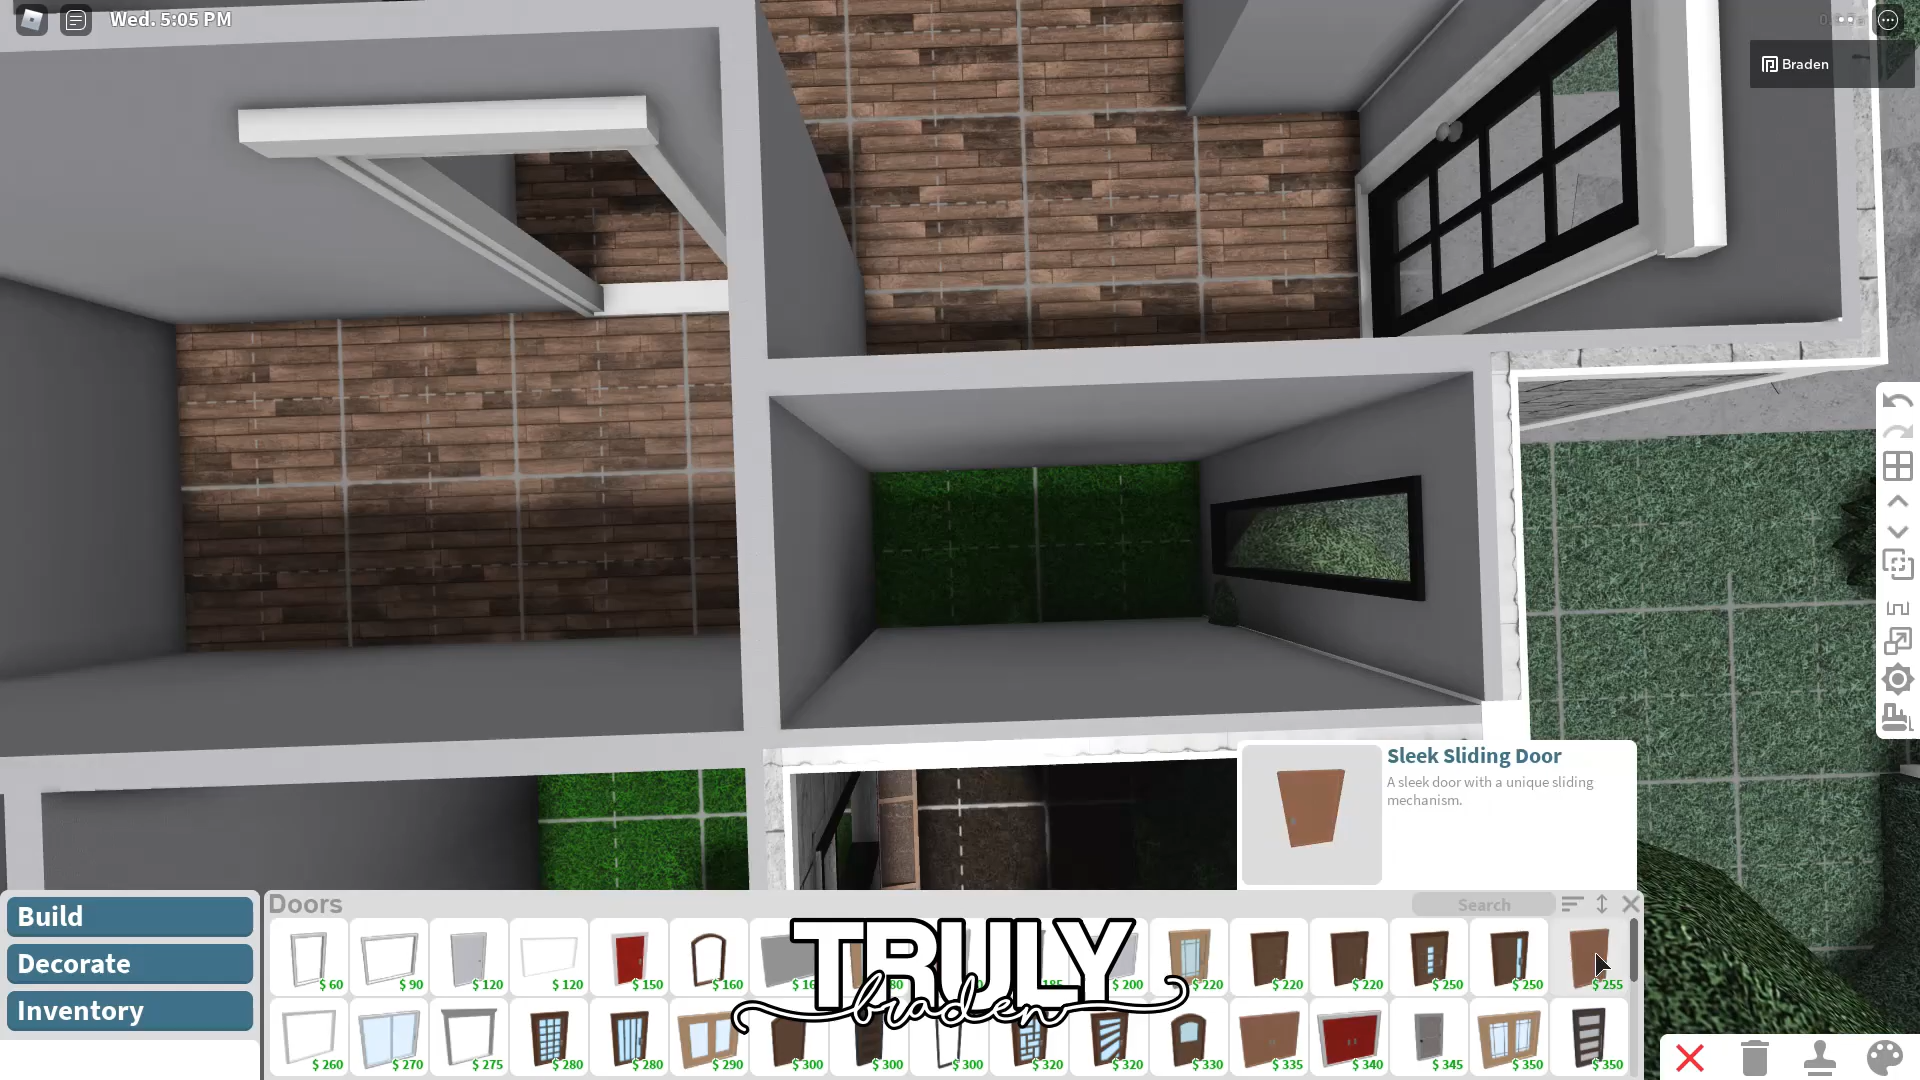 Wed. 5:05 PM
Braden
Sleek Sliding Door
A sleek door with a unique sliding
mechanism.
Build
Decorate
Inventory
Doors
Search
$ 60
$ 90
$ 120
$ 120
$ 150
$ 160
$ 200
$ 220
$ 220
$ 220
$ 250
$ 250
$ 255
TRULY
braden
$ 260
$ 270
$ 275
$ 280
$ 280
$ 290
$ 300
$ 300
$ 300
$ 320
$ 320
$ 330
$ 335
$ 340
$ 345
$ 350
$ 350